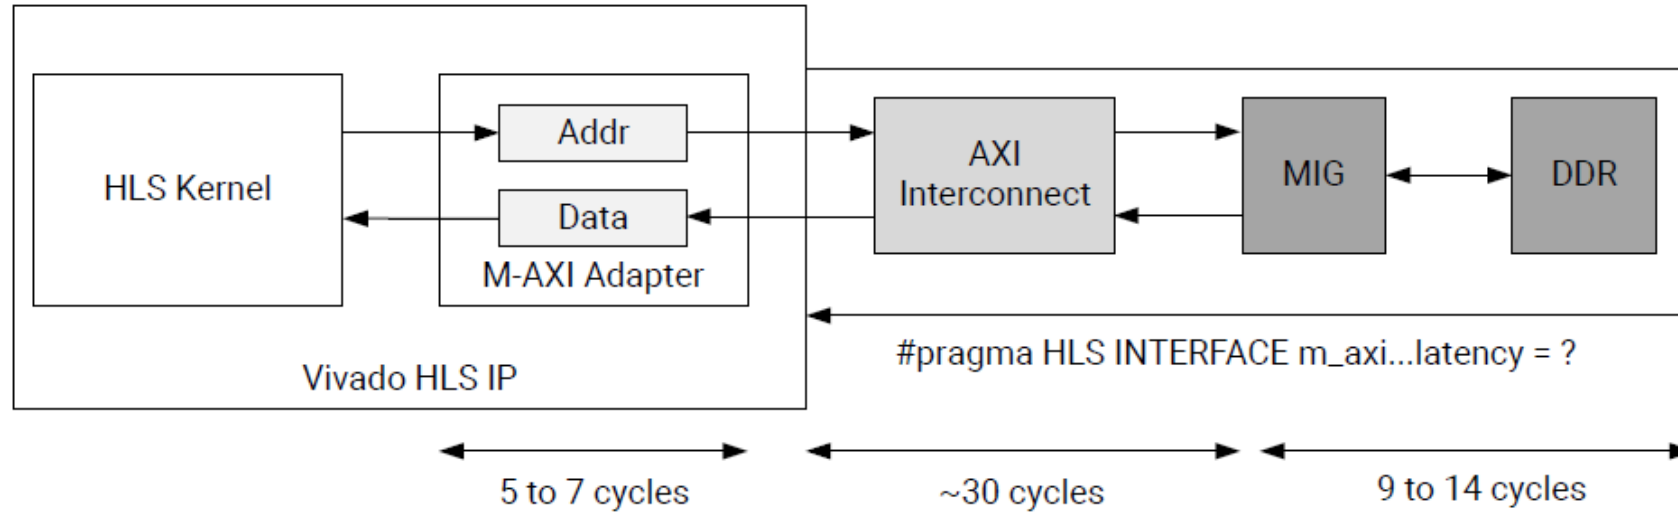 HLS Kernel
Addr
Data
M-AXI Adapter
Vivado HLS IP
AXI
Interconnect
MIG
DDR
#pragma HLS INTERFACE m_axi...latency = ?
5 to 7 cycles
~30 cycles
9 to 14 cycles